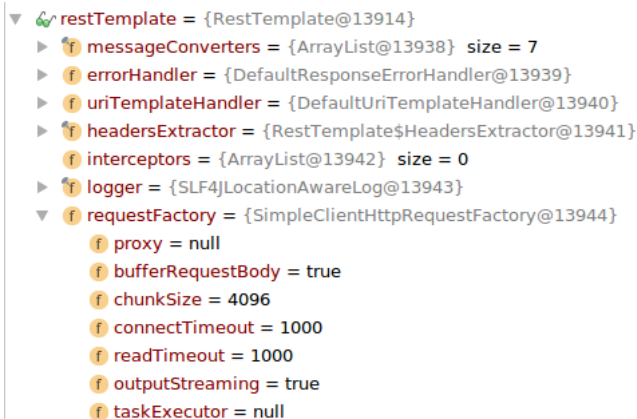 restTemplate = {RestTemplate@13914}
f messageConverters = {ArrayList@13938} size = 7
f errorHandler = {DefaultResponseErrorHandler@13939}
f uriTemplateHandler = {DefaultUriTemplateHandler@13940}
f headersExtractor = {RestTemplate$HeadersExtractor@13941}
f interceptors = {ArrayList@13942} size = 0
f logger = {SLF4JLocationAwareLog@13943}
f requestFactory = {SimpleClientHttpRequestFactory@13944}
f proxy = null
f bufferRequestBody = true
f chunkSize = 4096
f connectTimeout = 1000
f readTimeout = 1000
f outputStreaming = true
f taskExecutor = null